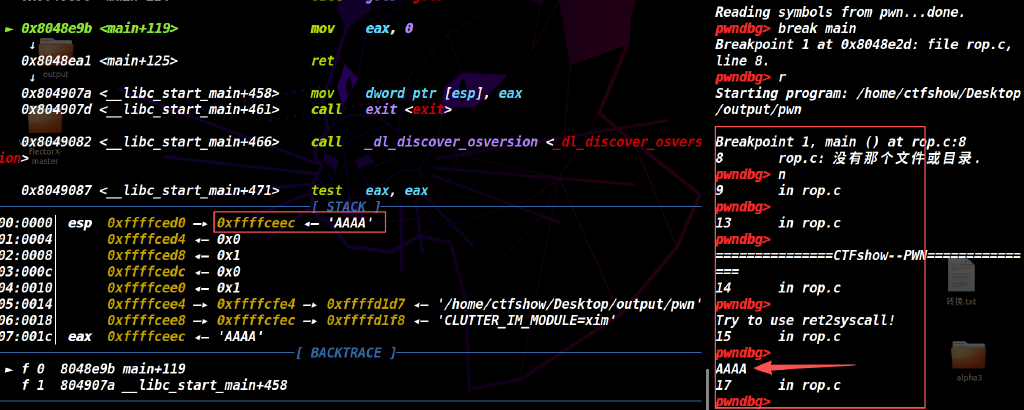 ► 0x8048e9b <main+119> mov eax, 0
↓
0x8048ea1 <main+125> ret
↓
0x804907a <__libc_start_main+458> mov dword ptr [esp], eax
0x804907d <__libc_start_main+461> call exit <exit>
0x8049082 <__libc_start_main+466> call _dl_discover_osversion <_dl_discover_osvers
ion>
0x8049087 <__libc_start_main+471> test eax, eax
[ STACK ]
00:0000│ esp 0xffffced0 —▸ 0xffffceec ◂— 'AAAA'
01:0004│ 0xffffced4 ◂— 0x0
02:0008│ 0xffffced8 ◂— 0x1
03:000c│ 0xffffcedc ◂— 0x0
04:0010│ 0xffffcee0 ◂— 0x1
05:0014│ 0xffffcee4 —▸ 0xffffcfe4 —▸ 0xffffd1d7 ◂— '/home/ctfshow/Desktop/output/pwn'
06:0018│ 0xffffcee8 —▸ 0xffffcfec —▸ 0xffffd1f8 ◂— 'CLUTTER_IM_MODULE=xim'
07:001c│ eax 0xffffceec ◂— 'AAAA'
[ BACKTRACE ]
► f 0 8048e9b main+119
f 1 804907a __libc_start_main+458
output
flectorX-
master
Reading symbols from pwn...done.
pwndbg> break main
Breakpoint 1 at 0x8048e2d: file rop.c,
line 8.
pwndbg> r
Starting program: /home/ctfshow/Desktop
/output/pwn
Breakpoint 1, main () at rop.c:8
8 rop.c: 没有那个文件或目录.
pwndbg> n
9 in rop.c
pwndbg>
13 in rop.c
pwndbg>
===============CTFshow--PWN============
===
14 in rop.c
pwndbg>
Try to use ret2syscall!
15 in rop.c
pwndbg>
AAAA
17 in rop.c
pwndbg>
转换.txt
alpha3